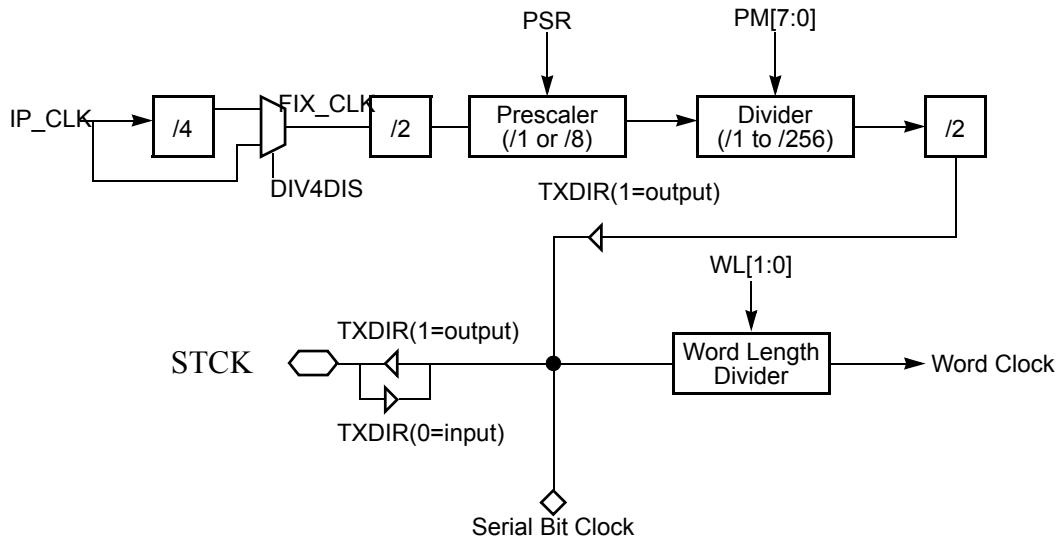 PSR
PM[7:0]
IP_CLK
/4
FIX_CLK
/2
Prescaler
(/1 or /8)
Divider
(/1 to /256)
/2
DIV4DIS
TXDIR(1=output)
WL[1:0]
TXDIR(1=output)
STCK
Word Length
Divider
Word Clock
TXDIR(0=input)
Serial Bit Clock